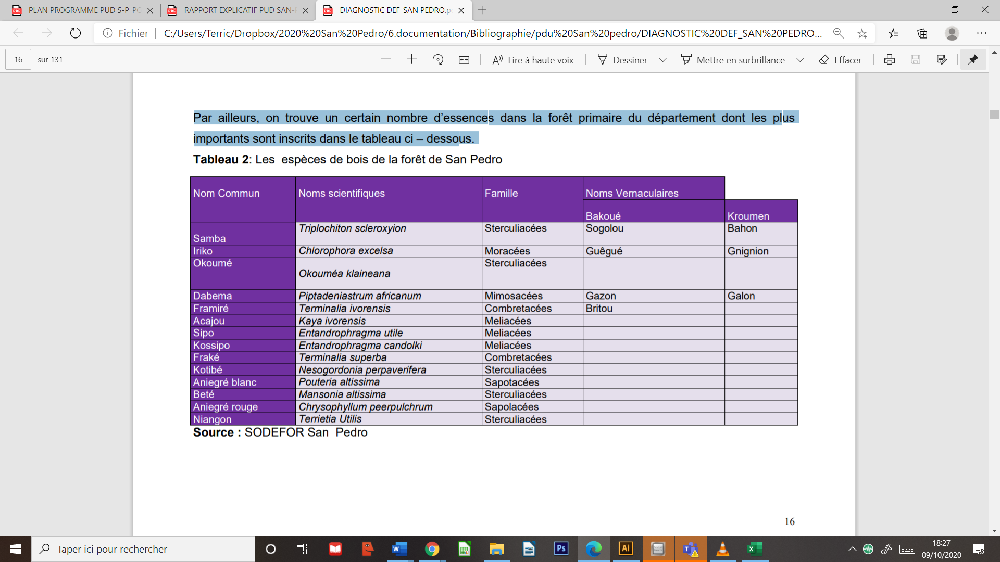 PLAN PROGRAMME PUD S-P_PG
RAPPORT EXPLICATIF PUD SAN-
DIAGNOSTIC DEF_SAN PEDRO.p
Fichier | C:/Users/Terric/Dropbox/2020%20San%20Pedro/6.documentation/Bibliographie/pdu%20San%20pedro/DIAGNOSTIC%20DEF_SAN%20PEDRO...
16 sur 131 Lire à haute voix Dessiner Mettre en surbrillance Effacer
Par ailleurs, on trouve un certain nombre d'essences dans la forêt primaire du département dont les plus
importants sont inscrits dans le tableau ci – dessous.
Tableau 2: Les espèces de bois de la forêt de San Pedro
Nom Commun Noms scientifiques Famille Noms Vernaculaires
Bakoué Kroumen
Samba Triplochiton scleroxyion Sterculiacées Sogolou Bahon
Iriko Chlorophora excelsa Moracées Guêgué Gnignion
Okoumé Okouméa klaineana Sterculiacées
Dabema Piptadeniastrum africanum Mimosacées Gazon Galon
Framiré Terminalia ivorensis Combretacées Britou
Acajou Kaya ivorensis Meliacées
Sipo Entandrophragma utile Meliacées
Kossipo Entandrophragma candolki Meliacées
Fraké Terminalia superba Combretacées
Kotibé Nesogordonia perpaverifera Sterculiacées
Aniegré blanc Pouteria altissima Sapotacées
Beté Mansonia altissima Sterculiacées
Aniegré rouge Chrysophyllum peerpulchrum Sapolacées
Niangon Terrietia Utilis Sterculiacées
Source : SODEFOR San Pedro
16
Taper ici pour rechercher
18:27
09/10/2020